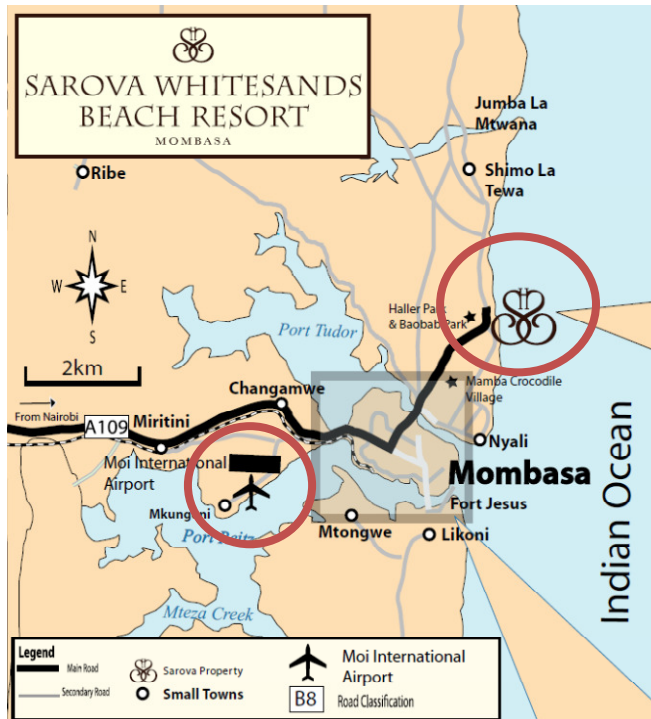 SAROVA WHITESANDS
BEACH RESORT
MOMBASA
Jumba La
Mtwana
Ribe
Shimo La
Tewa
N
W E
S
Haller Park
& Baobab Park
Port Tudor
2km
Mamba Crocodile
Village
Changamwe
From Nairobi
A109
Miritini
Nyali
Moi International
Airport
Mombasa
Mkungani
Fort Jesus
Port Reitz
Mtongwe
Likoni
Indian Ocean
Mteza Creek
Legend
Main Road
Sarova Property
Moi International
Airport
Secondary Road
Small Towns
B8
Road Classification